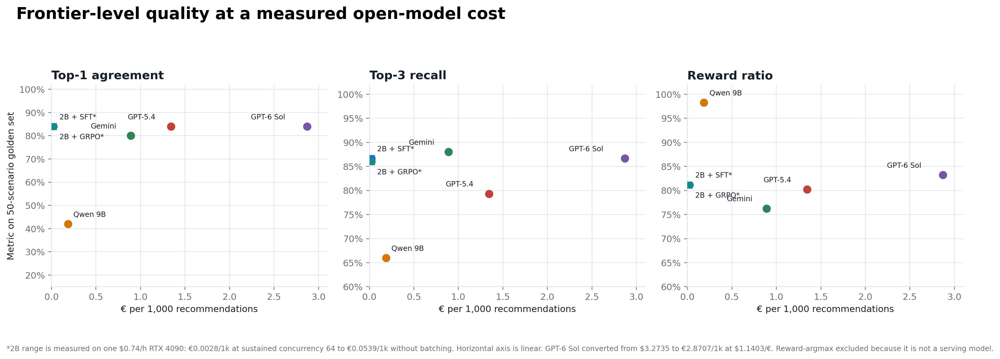 Frontier-level quality at a measured open-model cost
Top-1 agreement
Metric on 50-scenario golden set
100%
90%
80%
70%
60%
50%
40%
30%
20%
2B + SFT*
GPT-5.4
GPT-6 Sol
Gemini
2B + GRPO*
Qwen 9B
0.0 0.5 1.0 1.5 2.0 2.5 3.0
€ per 1,000 recommendations
Top-3 recall
100%
95%
90%
85%
80%
75%
70%
65%
60%
Gemini
2B + SFT*
GPT-6 Sol
2B + GRPO*
GPT-5.4
Qwen 9B
0.0 0.5 1.0 1.5 2.0 2.5 3.0
€ per 1,000 recommendations
Reward ratio
100%
95%
90%
85%
80%
75%
70%
65%
60%
Qwen 9B
GPT-6 Sol
2B + SFT*
GPT-5.4
2B + GRPO*
Gemini
0.0 0.5 1.0 1.5 2.0 2.5 3.0
€ per 1,000 recommendations
*2B range is measured on one $0.74/h RTX 4090: €0.0028/1k at sustained concurrency 64 to €0.0539/1k without batching. Horizontal axis is linear. GPT-6 Sol converted from $3.2735 to €2.8707/1k at $1.1403/€. Reward-argmax excluded because it is not a serving model.